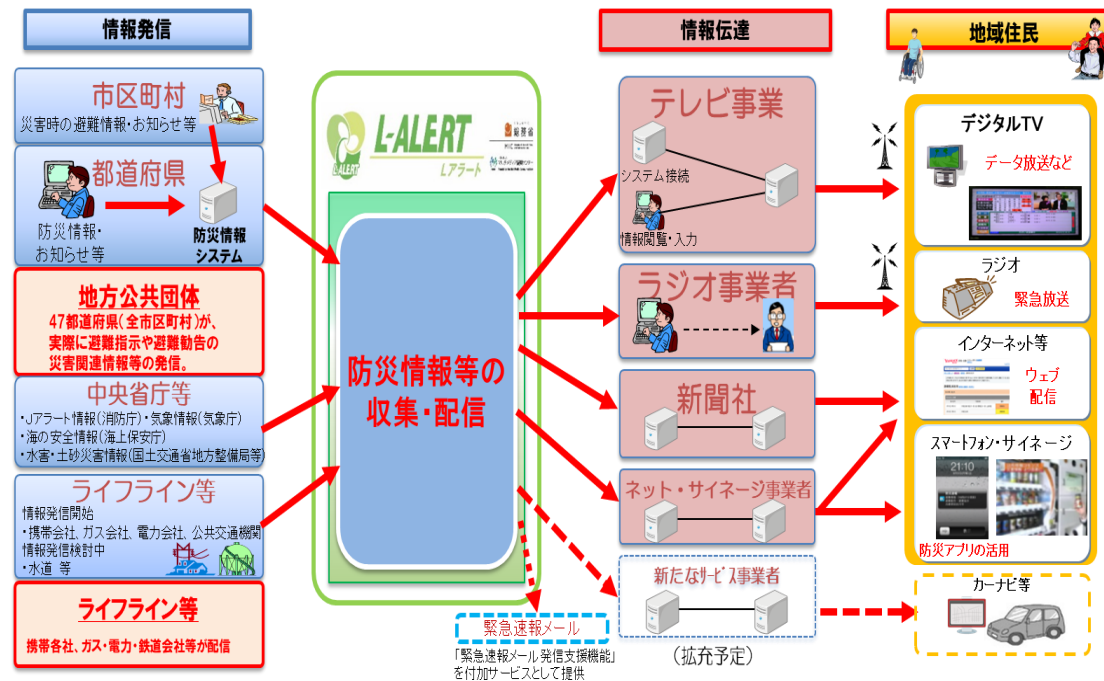 情報発信
市区町村
災害時の避難情報・お知らせ等
都道府県
防災情報・
お知らせ等
防災情報
システム
地方公共団体
47都道府県(全市区町村)が、
実際に避難指示や避難勧告の
災害関連情報等の発信。
中央省庁等
・Jアラート情報(消防庁)・気象情報(気象庁)
・海の安全情報(海上保安庁)
・水害・土砂災害情報(国土交通省地方整備局等)
ライフライン等
情報発信開始
・携帯会社、ガス会社、電力会社、公共交通機関
情報発信検討中
・水道 等
ライフライン等
携帯各社、ガス・電力・鉄道会社等が配信
L-ALERT
L-ALERT
Lアラート
総務省
防災情報等の
収集・配信
緊急速報メール
「緊急速報メール発信支援機能」
を付加サービスとして提供
情報伝達
テレビ事業
システム接続
情報閲覧・入力
ラジオ事業者
新聞社
ネット・サイネージ事業者
新たなサービス事業者
(拡充予定)
地域住民
デジタルTV
データ放送など
ラジオ
緊急放送
インターネット等
ウェブ
配信
スマートフォン・サイネージ
21:10
防災アプリの活用
カーナビ等